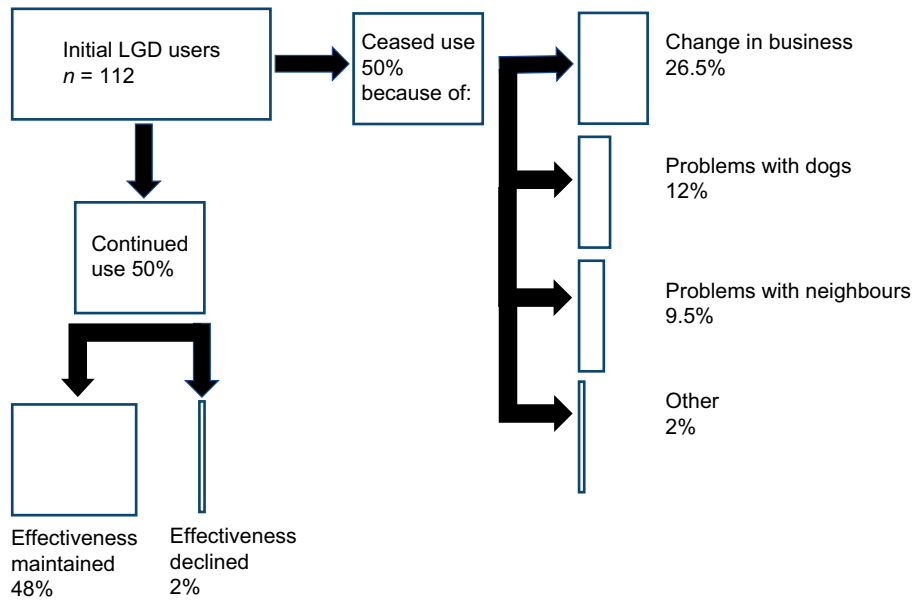 Initial LGD users
n = 112
Ceased use
50%
because of:
Change in business
26.5%
Problems with dogs
12%
Continued
use 50%
Problems with neighbours
9.5%
Other
2%
Effectiveness
maintained
48%
Effectiveness
declined
2%